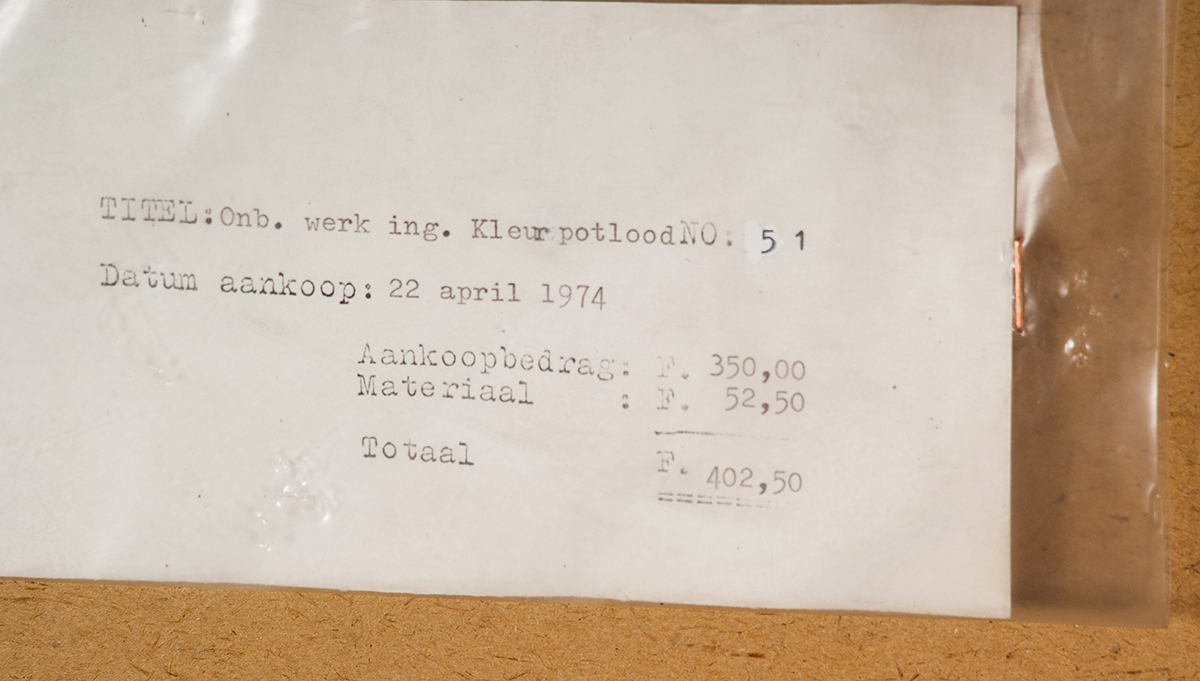 TITEL:Onb. werk ing. Kleurpotlood NO: 51
Datum aankoop: 22 april 1974
Aankoopbedrag: F. 350,00
Materiaal : F. 52,50
Totaal F. 402,50